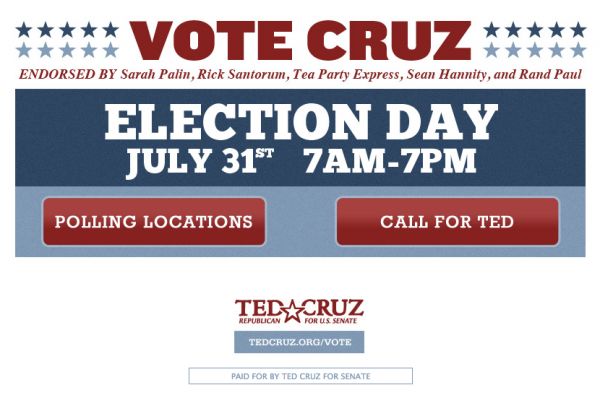 VOTE CRUZ
ENDORSED BY Sarah Palin, Rick Santorum, Tea Party Express, Sean Hannity, and Rand Paul
ELECTION DAY
JULY 31ST 7AM-7PM
POLLING LOCATIONS
CALL FOR TED
TED CRUZ
REPUBLICAN FOR U.S. SENATE
TEDCRUZ.ORG/VOTE
PAID FOR BY TED CRUZ FOR SENATE